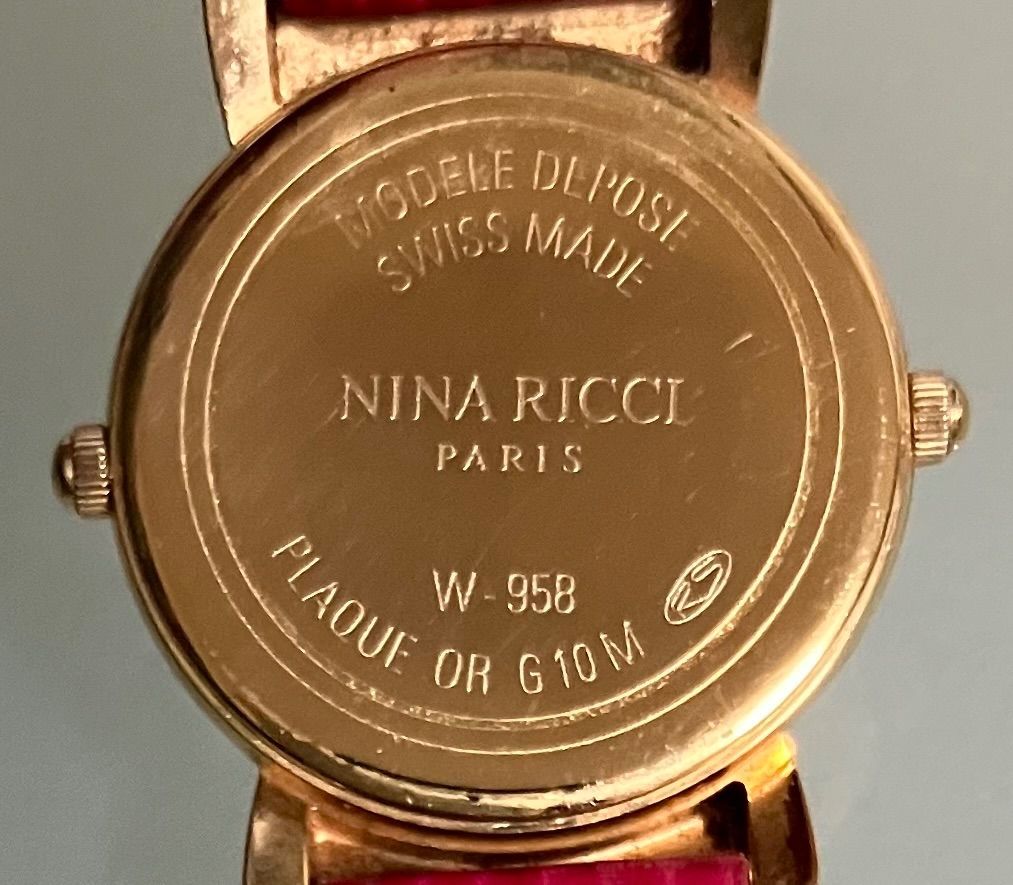 MODELE DEPOSE
SWISS MADE
NINA RICCI
PARIS
W-958
PLAQUE OR G 10 M